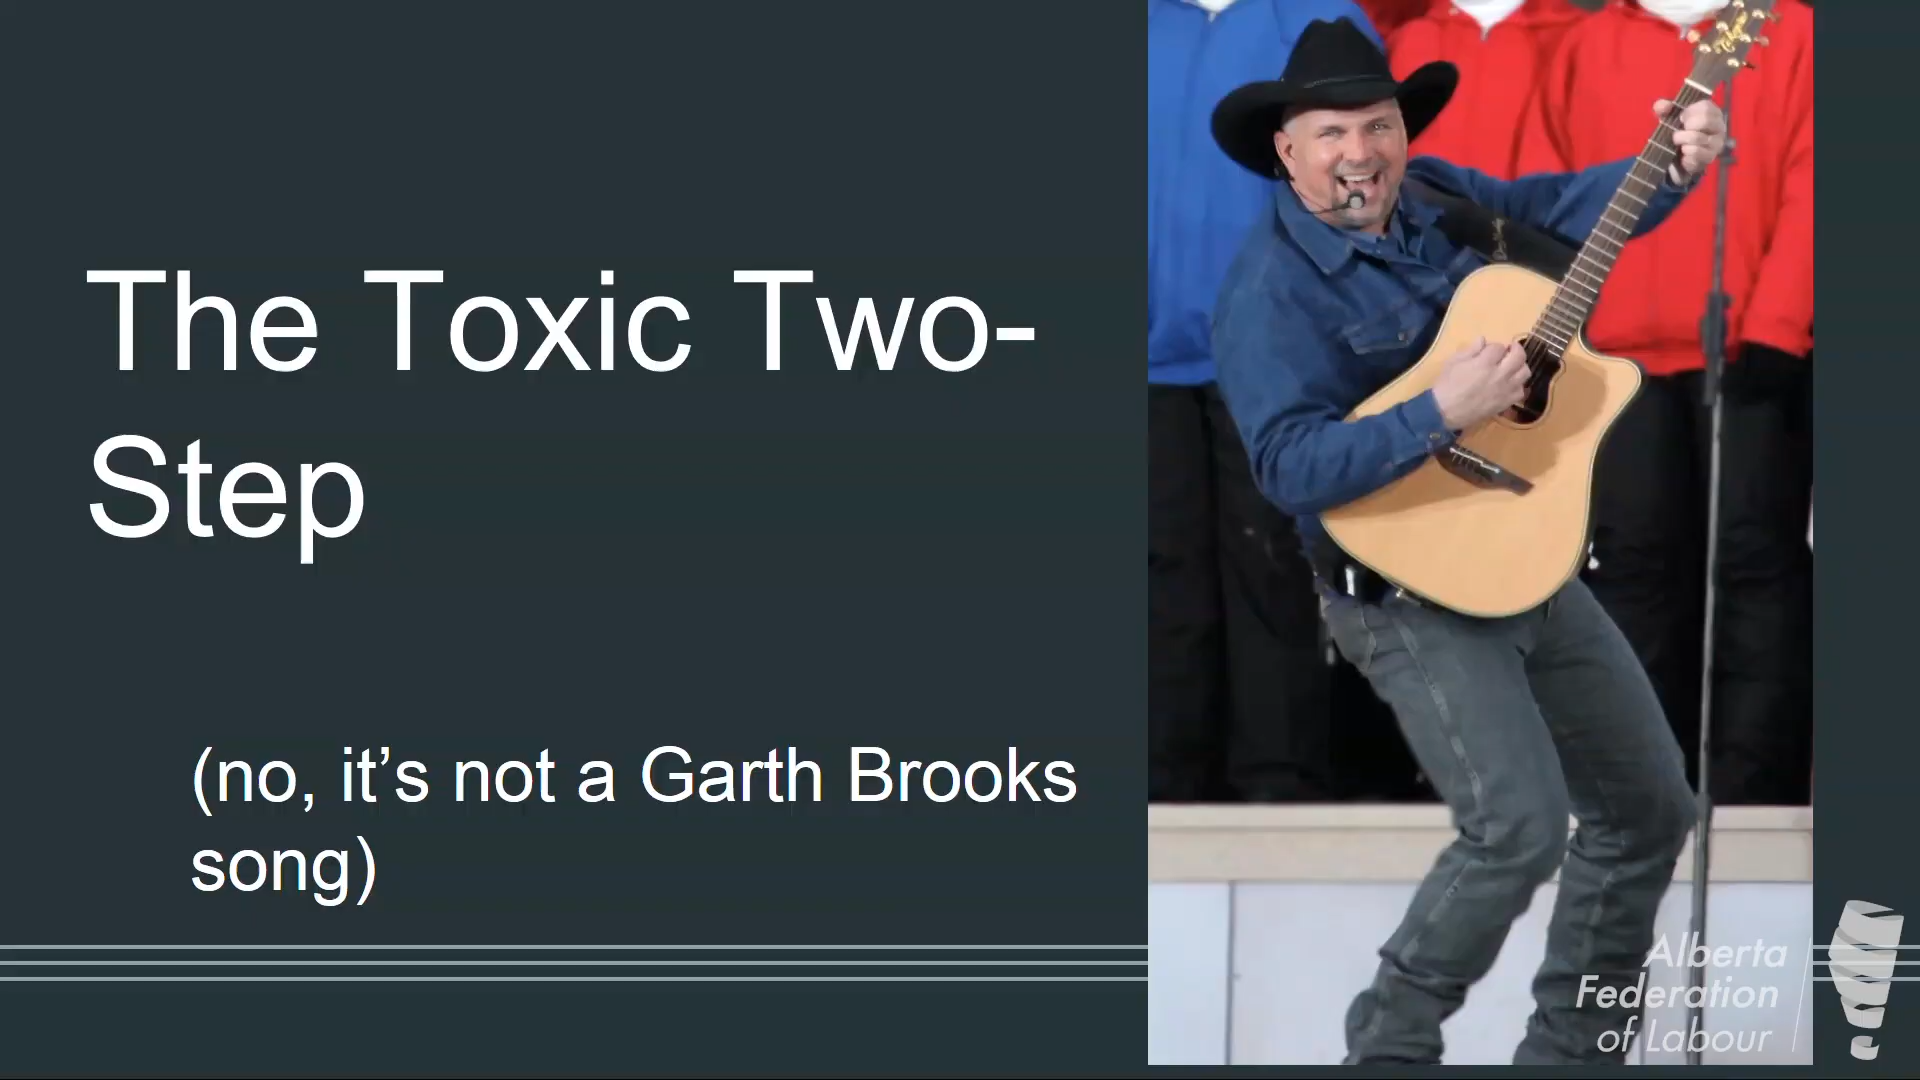 The Toxic Two-
Step
(no, it’s not a Garth Brooks
song)
Alberta
Federation
of Labour